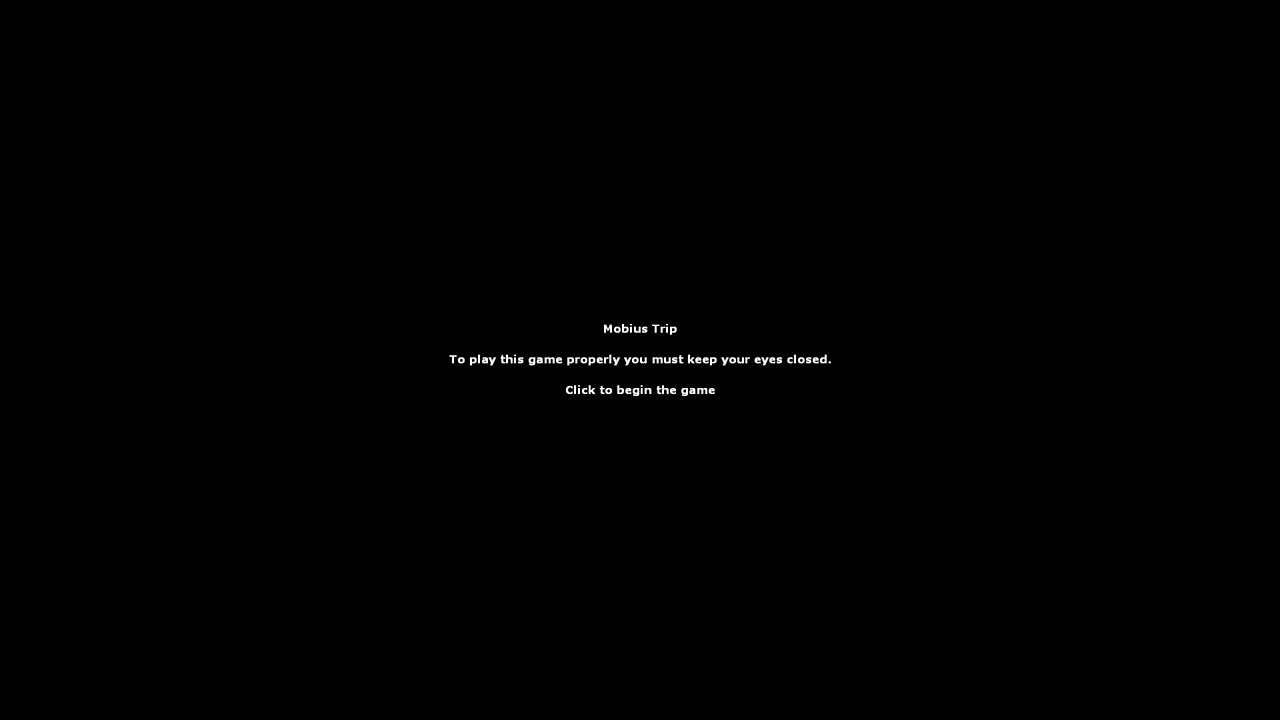 Mobius Trip
To play this game properly you must keep your eyes closed.
Click to begin the game